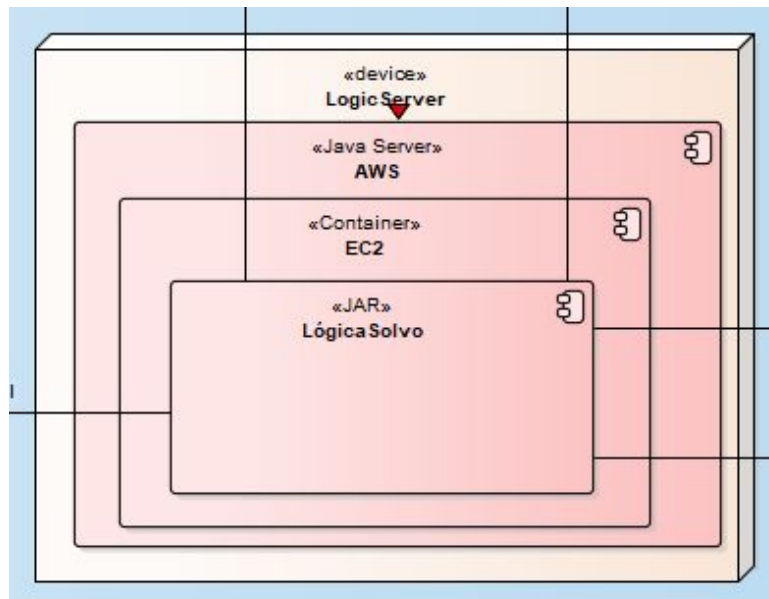 «device»
LogicServer
«Java Server»
AWS
«Container»
EC2
«JAR»
LógicaSolvo